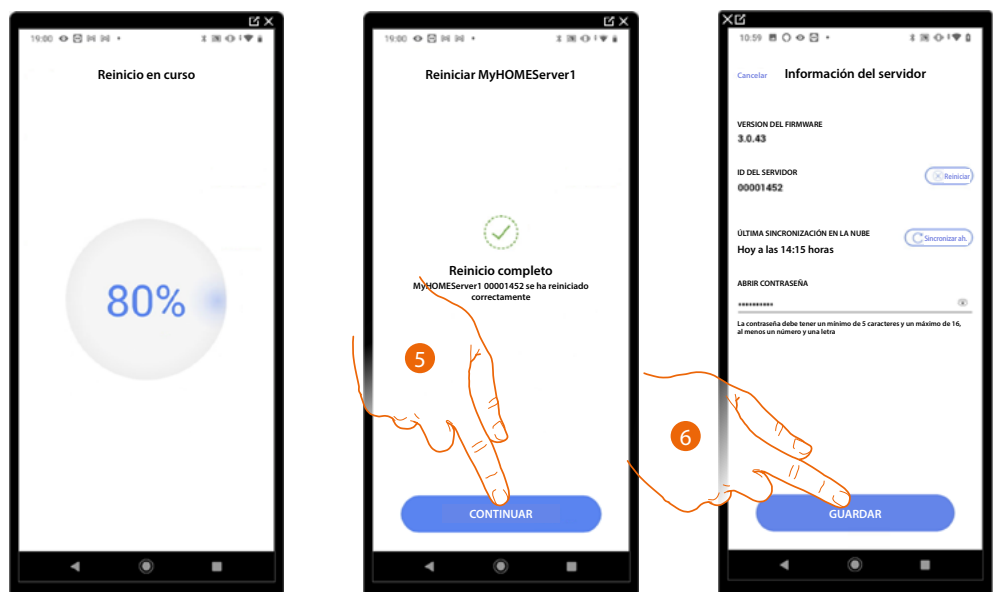 19:00
Reinicio en curso
80%
19:00
Reiniciar MyHOMEServer1
Reinicio completo
MyHOMEServer1 00001452 se ha reiniciado
correctamente
5
CONTINUAR
10:59
Cancelar Información del servidor
VERSION DEL FIRMWARE
3.0.43
ID DEL SERVIDOR
00001452
Reiniciar
ÚLTIMA SINCRONIZACIÓN EN LA NUBE
Hoy a las 14:15 horas
Sincronizar ah.
ABRIR CONTRASEÑA
••••••••••
La contraseña debe tener un mínimo de 5 caracteres y un máximo de 16,
al menos un número y una letra
6
GUARDAR